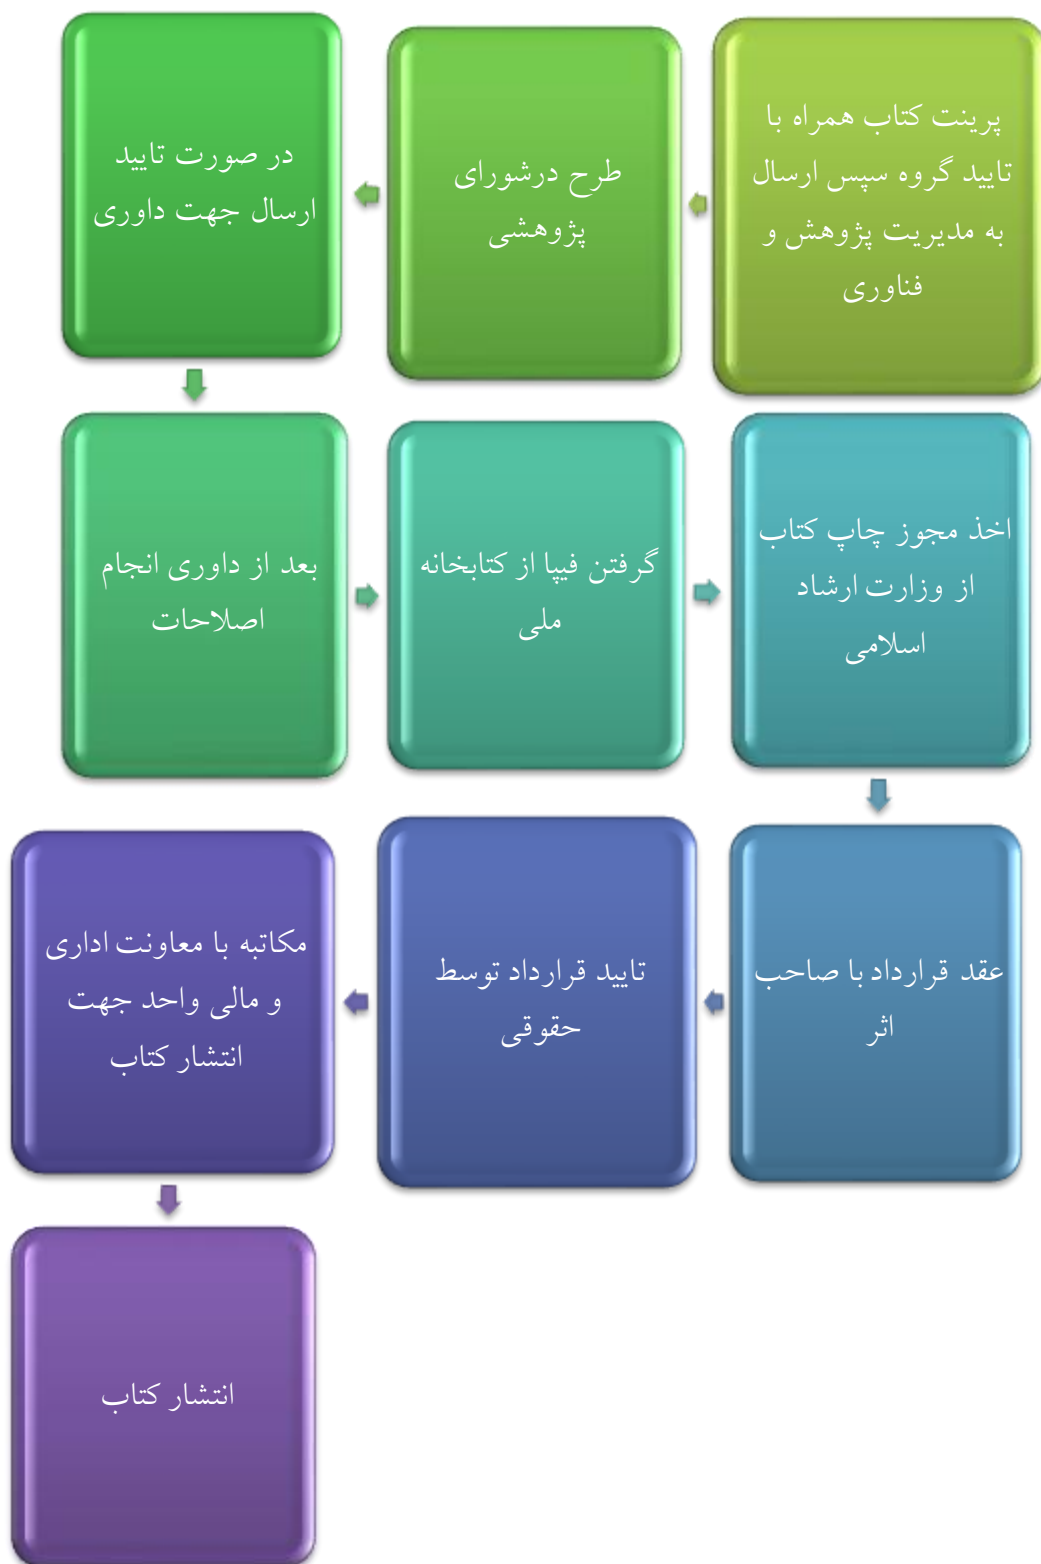 پرینت کتاب همراه با
تایید گروه سپس ارسال
به مدیریت پژوهش و
فناوری
طرح درشورای
پژوهشی
در صورت تایید
ارسال جهت داوری
بعد از داوری انجام
اصلاحات
گرفتن فیپا از کتابخانه
ملی
اخذ مجوز چاپ کتاب
از وزارت ارشاد
اسلامی
عقد قرارداد با صاحب
اثر
تایید قرارداد توسط
حقوقی
مکاتبه با معاونت اداری
و مالی واحد جهت
انتشار کتاب
انتشار کتاب